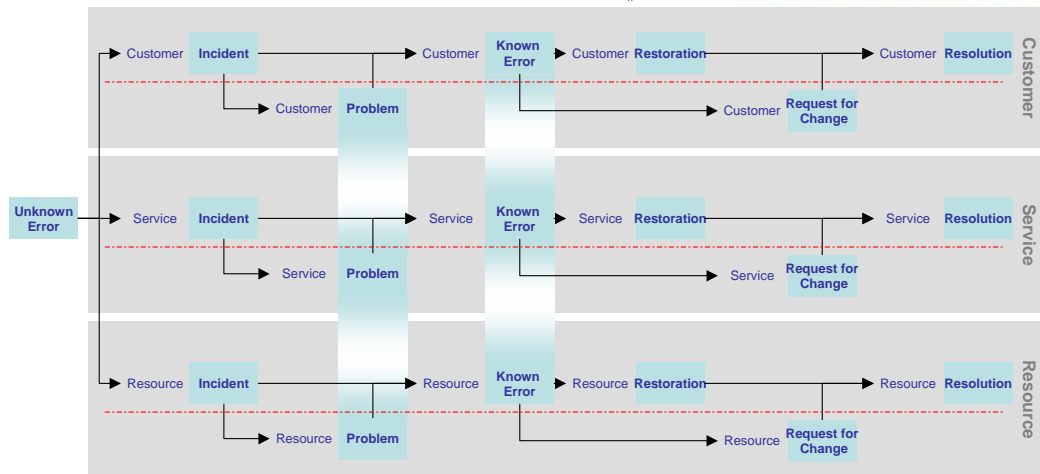 Customer Incident Customer Known Customer Restoration Customer Resolution
Error
Customer Problem Customer Request for
Change
Customer
Unknown
Error
Service Incident Service Known Service Restoration Service Resolution
Error
Service Problem Service Request for
Change
Service
Resource Incident Resource Known Resource Restoration Resource Resolution
Error
Resource Problem Resource Request for
Change
Resource